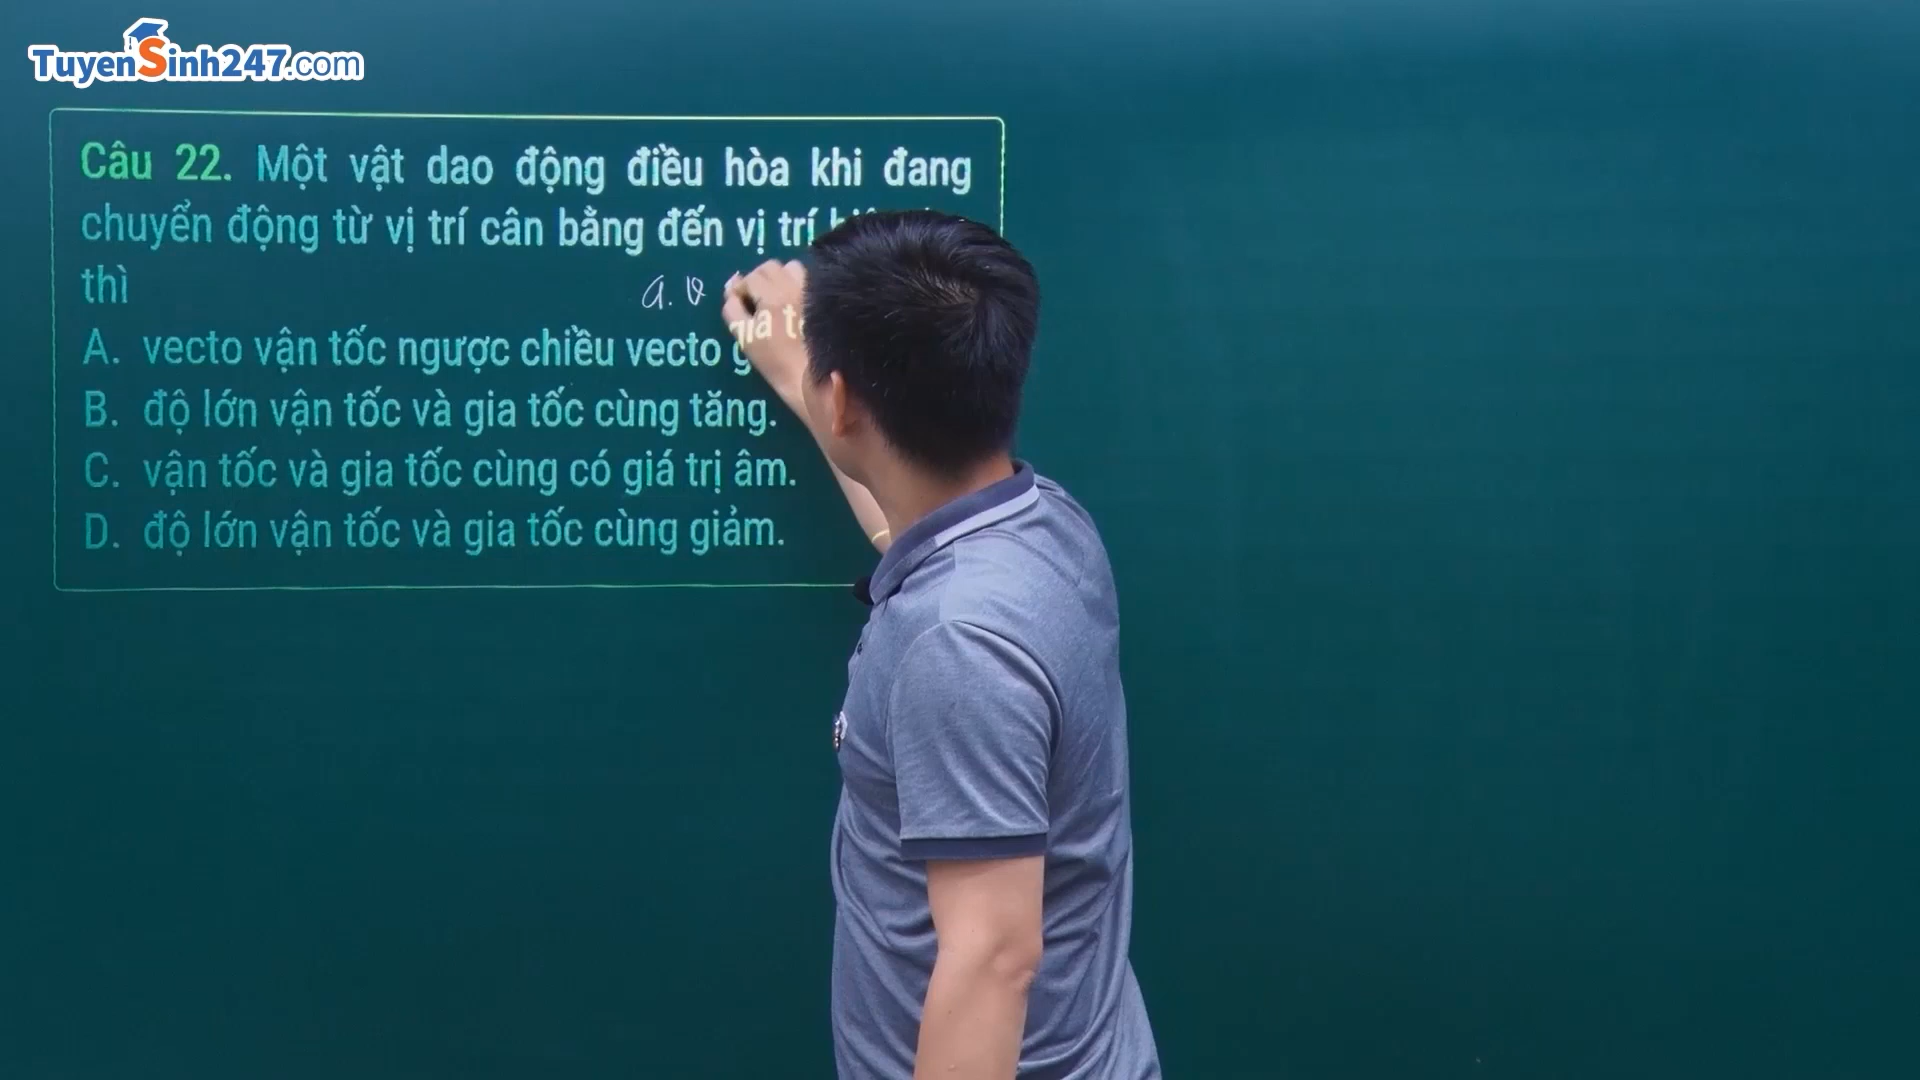 TuyenSinh247.com
Câu 22. Một vật dao động điều hòa khi đang
chuyển động từ vị trí cân bằng đến vị trí
thì
a. v
A. vecto vận tốc ngược chiều vecto gia
B. độ lớn vận tốc và gia tốc cùng tăng.
C. vận tốc và gia tốc cùng có giá trị âm.
D. độ lớn vận tốc và gia tốc cùng giảm.